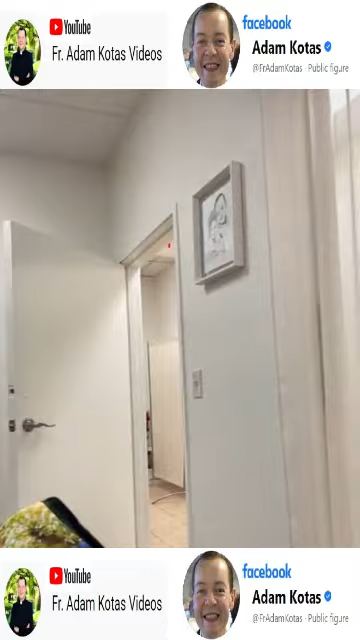 YouTube
Fr. Adam Kotas Videos
facebook
Adam Kotas
@FrAdamKotas · Public figure
YouTube
Fr. Adam Kotas Videos
facebook
Adam Kotas
@FrAdamKotas · Public figure